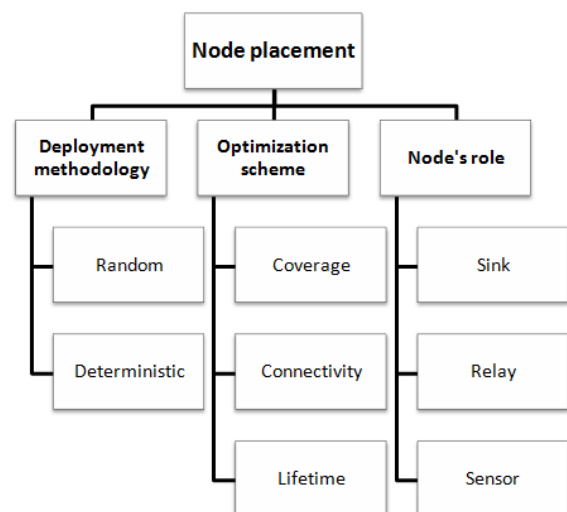 Node placement
Deployment
methodology
Optimization
scheme
Node's role
Random
Coverage
Sink
Deterministic
Connectivity
Relay
Lifetime
Sensor